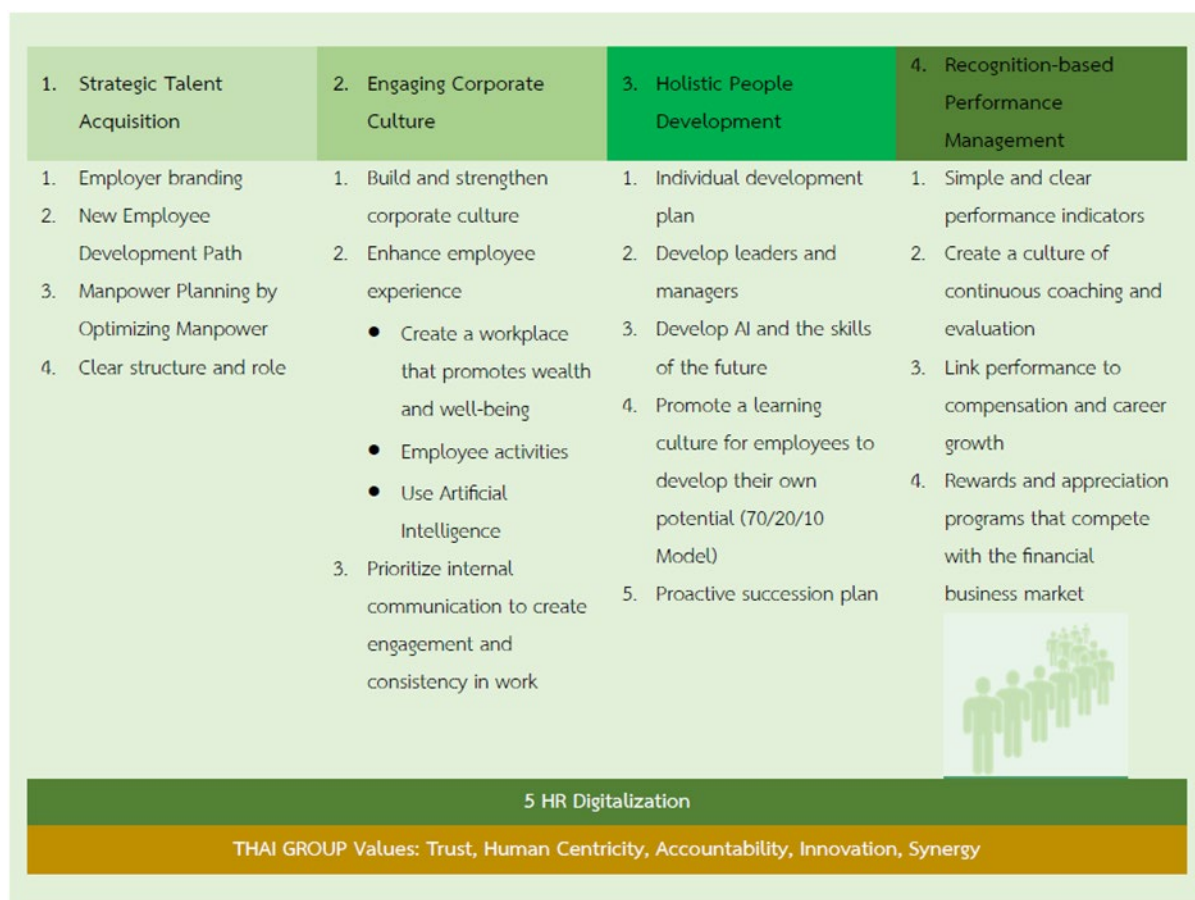 1. Strategic Talent
Acquisition
2. Engaging Corporate
Culture
3. Holistic People
Development
4. Recognition-based
Performance
Management
1. Employer branding
2. New Employee
Development Path
3. Manpower Planning by
Optimizing Manpower
4. Clear structure and role
1. Build and strengthen
corporate culture
2. Enhance employee
experience
● Create a workplace
that promotes wealth
and well-being
● Employee activities
● Use Artificial
Intelligence
3. Prioritize internal
communication to create
engagement and
consistency in work
1. Individual development
plan
2. Develop leaders and
managers
3. Develop AI and the skills
of the future
4. Promote a learning
culture for employees to
develop their own
potential (70/20/10
Model)
5. Proactive succession plan
1. Simple and clear
performance indicators
2. Create a culture of
continuous coaching and
evaluation
3. Link performance to
compensation and career
growth
4. Rewards and appreciation
programs that compete
with the financial
business market
5 HR Digitalization
THAI GROUP Values: Trust, Human Centricity, Accountability, Innovation, Synergy